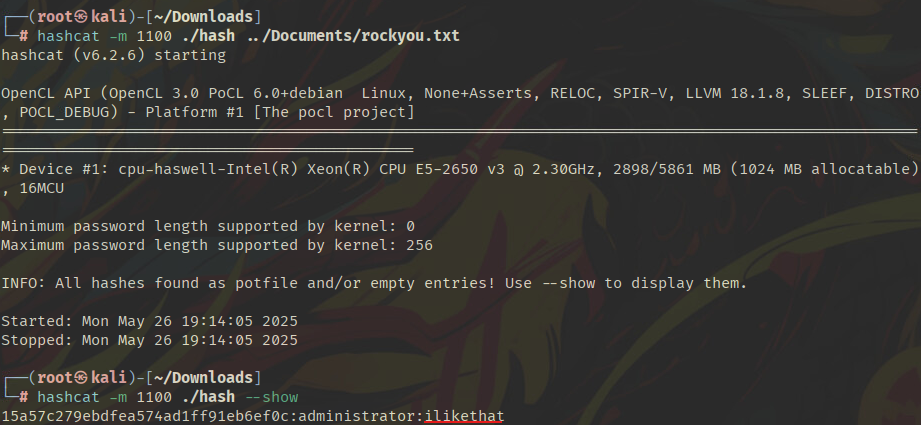 ┌──(root㉿kali)-[~/Downloads]
└─# hashcat -m 1100 ./hash ../Documents/rockyou.txt
hashcat (v6.2.6) starting
OpenCL API (OpenCL 3.0 PoCL 6.0+debian  Linux, None+Asserts, RELOC, SPIR-V, LLVM 18.1.8, SLEEF, DISTRO
, POCL_DEBUG) - Platform #1 [The pocl project]
* Device #1: cpu-haswell-Intel(R) Xeon(R) CPU E5-2650 v3 @ 2.30GHz, 2898/5861 MB (1024 MB allocatable)
, 16MCU
Minimum password length supported by kernel: 0
Maximum password length supported by kernel: 256
INFO: All hashes found as potfile and/or empty entries! Use --show to display them.
Started: Mon May 26 19:14:05 2025
Stopped: Mon May 26 19:14:05 2025
┌──(root㉿kali)-[~/Downloads]
└─# hashcat -m 1100 ./hash --show
15a57c279ebdfea574ad1ff91eb6ef0c:administrator:ilikethat